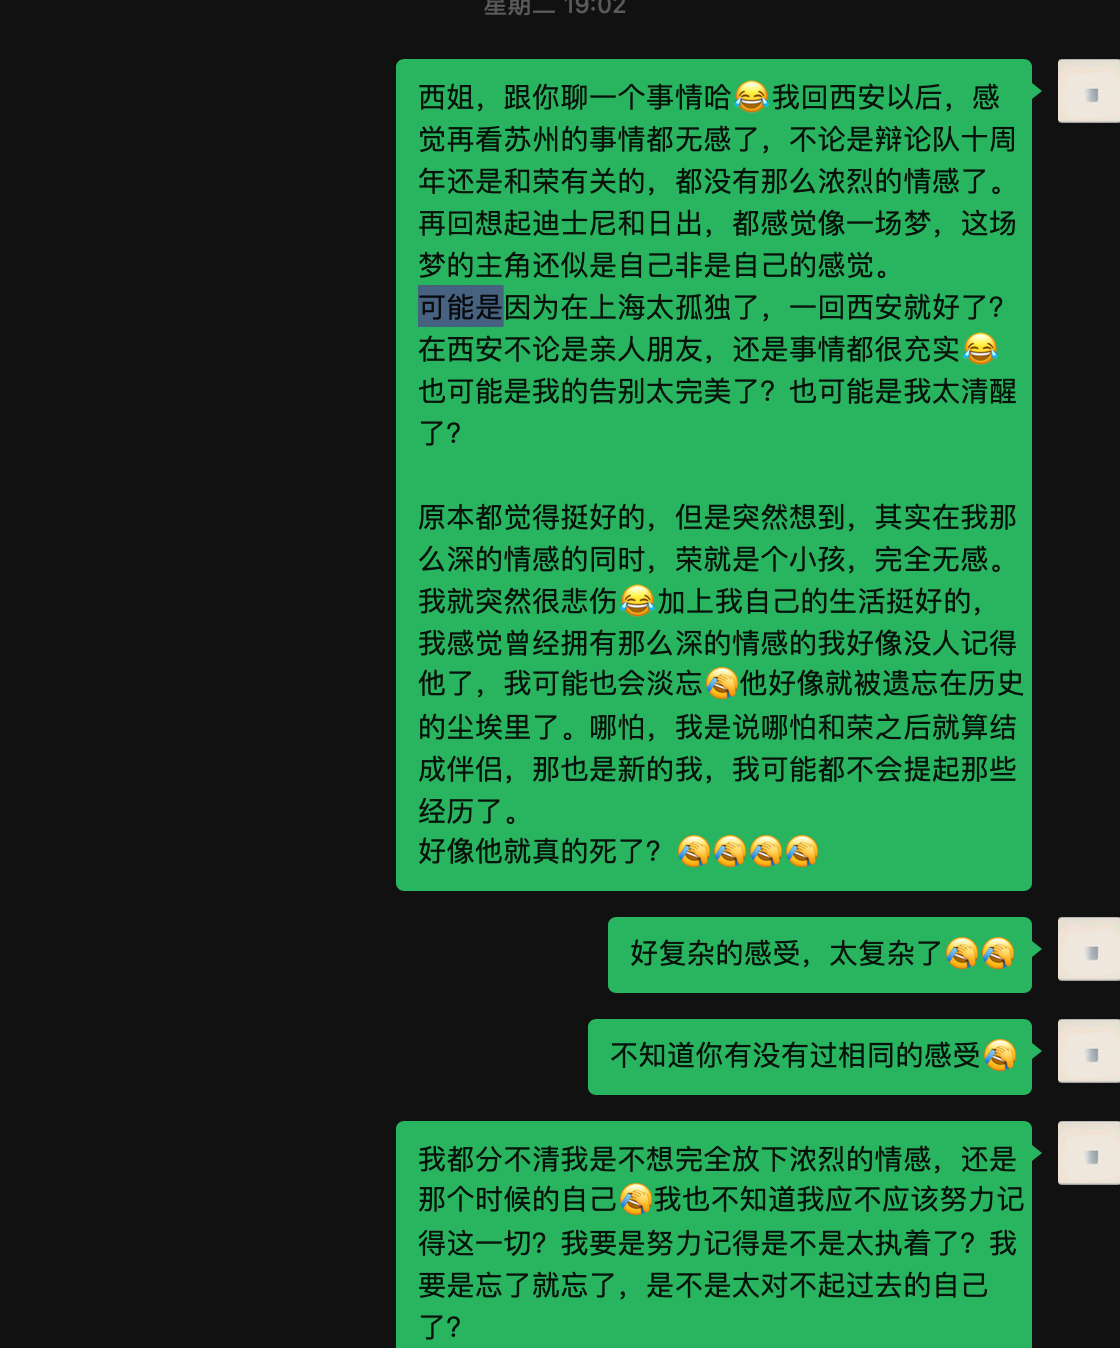 星期二 19:02
西姐，跟你聊一个事情哈😂我回西安以后，感
觉再看苏州的事情都无感了，不论是辩论队十周
年还是和荣有关的，都没有那么浓烈的情感了。
再回想起迪士尼和日出，都感觉像一场梦，这场
梦的主角还似是自己非是自己的感觉。
可能是因为在上海太孤独了，一回西安就好了？
在西安不论是亲人朋友，还是事情都很充实😂
也可能是我的告别太完美了？也可能是我太清醒
了？
原本都觉得挺好的，但是突然想到，其实在我那
么深的情感的同时，荣就是个小孩，完全无感。
我就突然很悲伤😂加上我自己的生活挺好的，
我感觉曾经拥有那么深的情感的我好像没人记得
他了，我可能也会淡忘🤣他好像就被遗忘在历史
的尘埃里了。哪怕，我是说哪怕和荣之后就算结
成伴侣，那也是新的我，我可能都不会提起那些
经历了。
好像他就真的死了？
好复杂的感受，太复杂了
不知道你有没有过相同的感受
我都分不清我是不想完全放下浓烈的情感，还是
那个时候的自己我也不知道我应不应该努力记
得这一切？我要是努力记得是不是太执着了？我
要是忘了就忘了，是不是太对不起过去的自己
了？